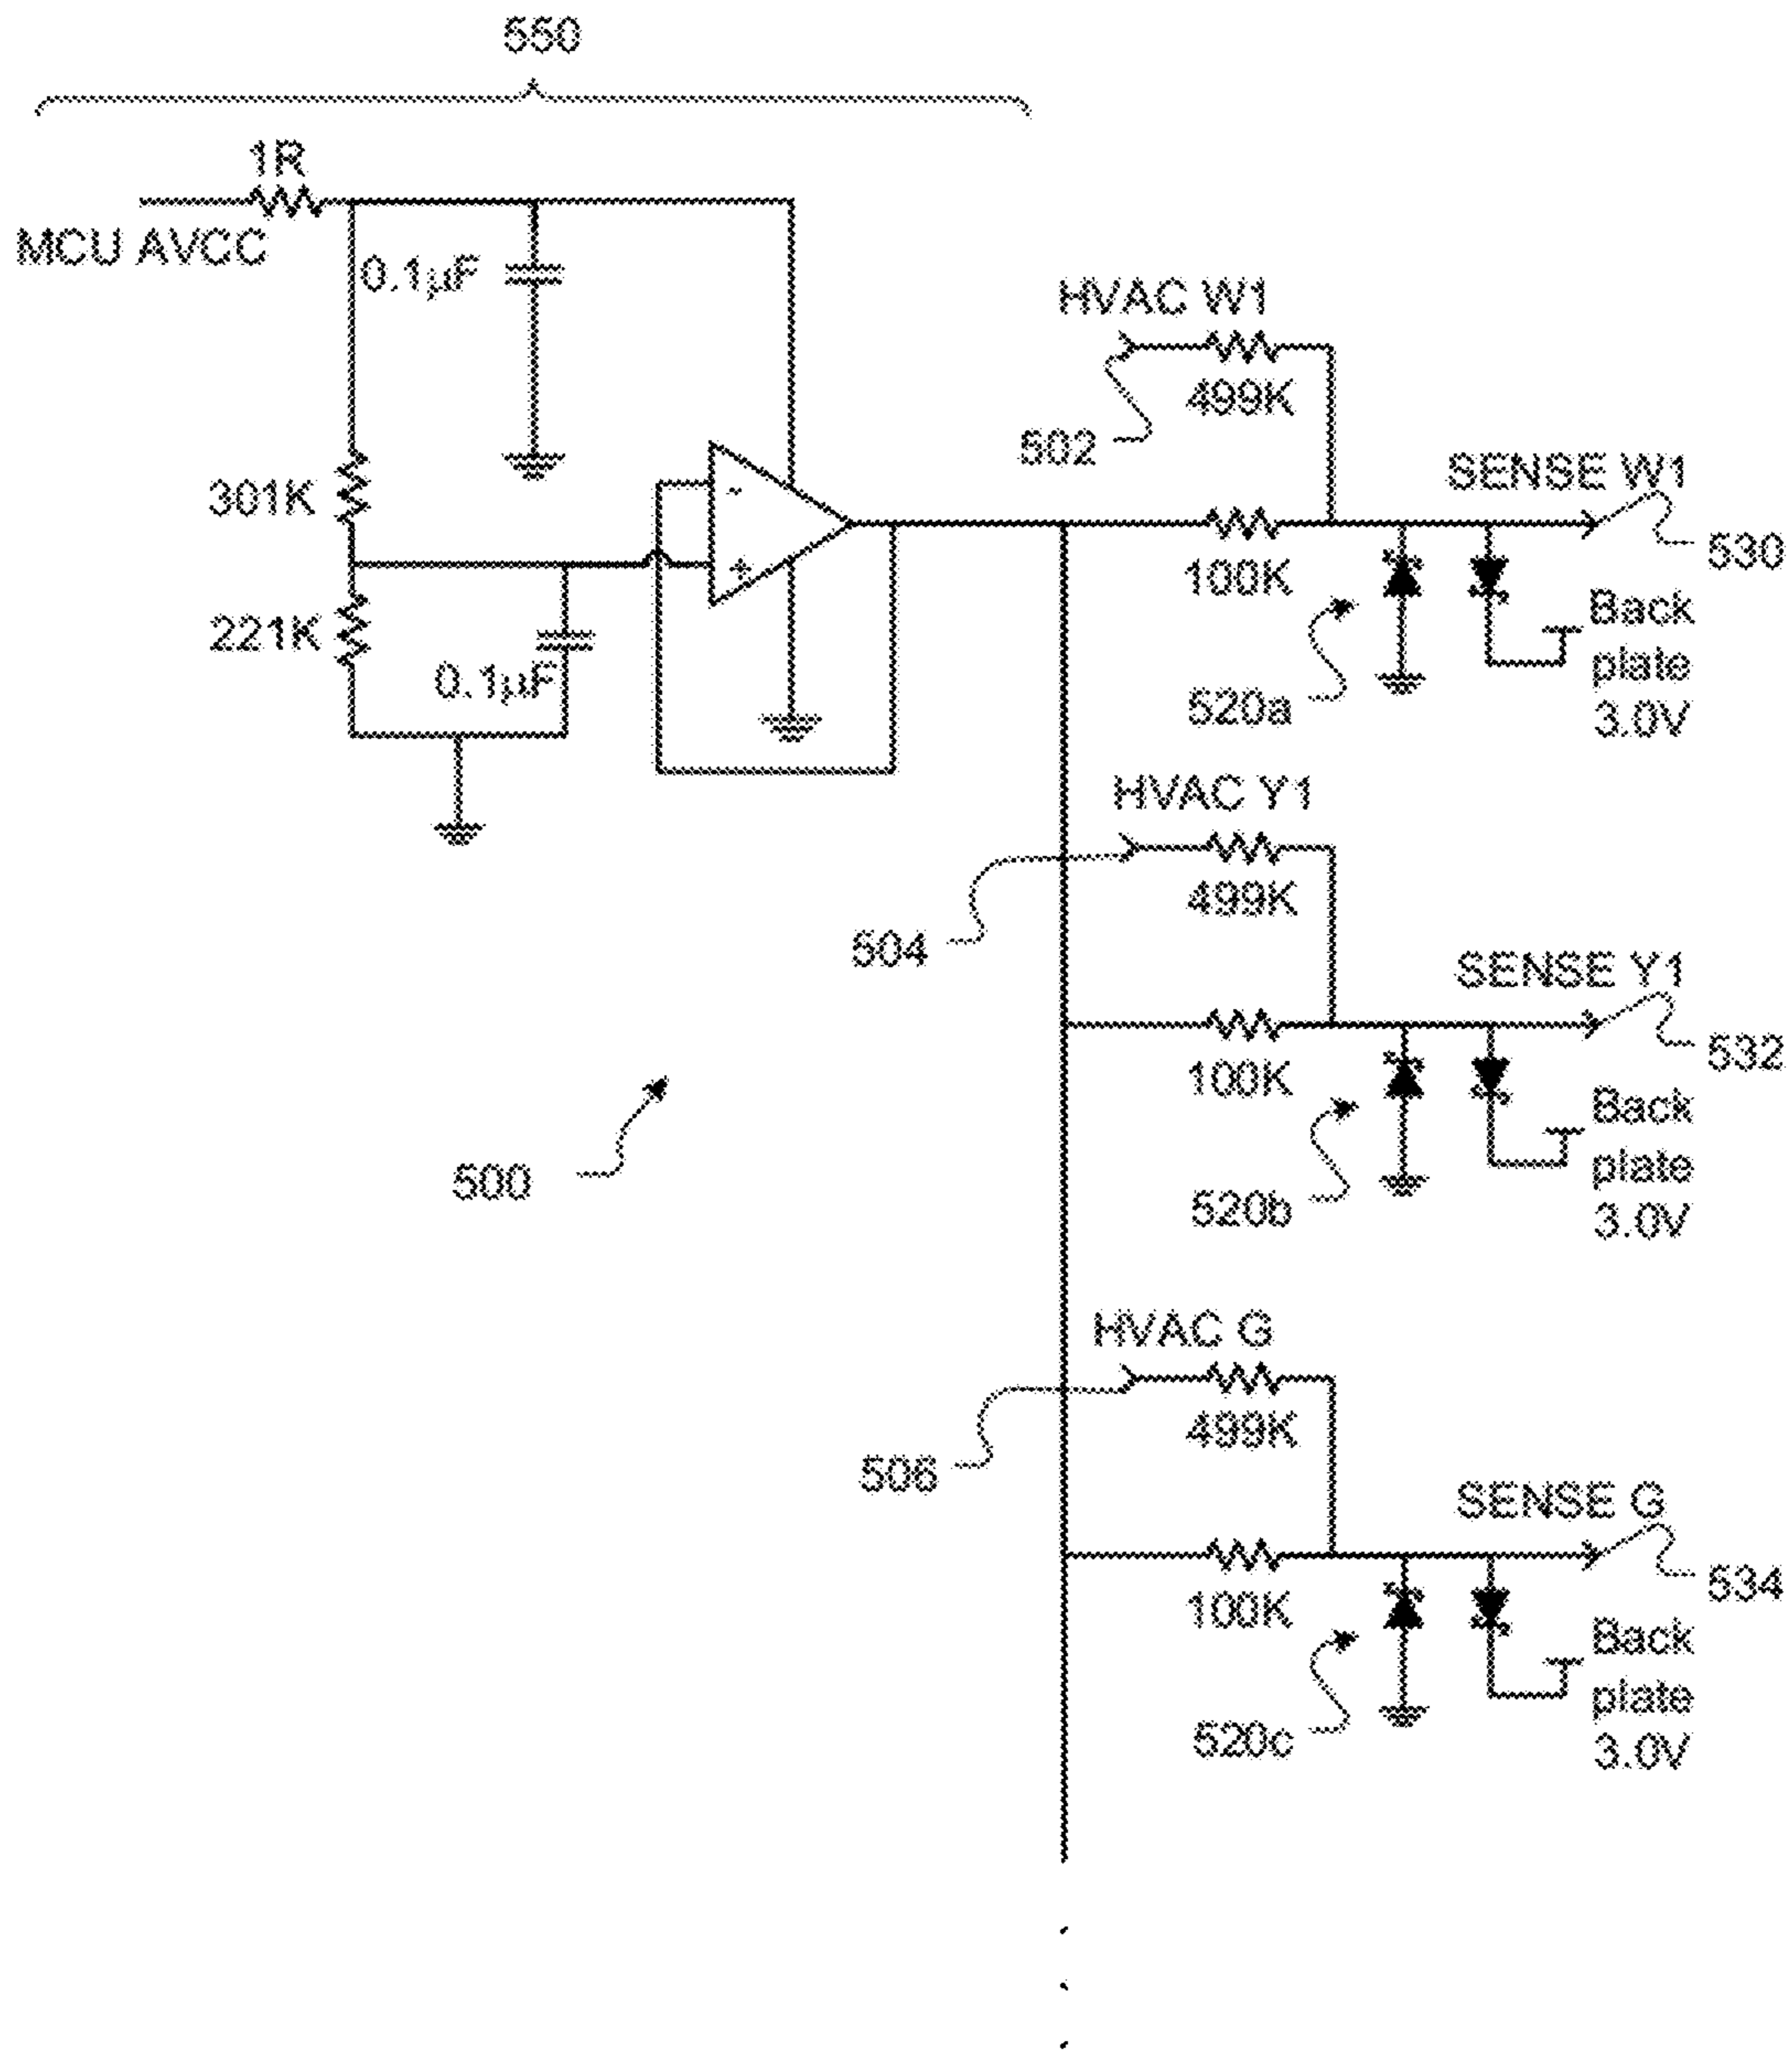 550
1R
MCU AVCC
0.1µF
HVAC W1
499K
502
SENSE W1
301K
-
530
+
100K
Back
plate
3.0V
221K
0.1µF
520a
HVAC Y1
499K
504
SENSE Y1
532
100K
Back
plate
3.0V
500
520b
HVAC G
499K
506
SENSE G
534
100K
Back
plate
3.0V
520c